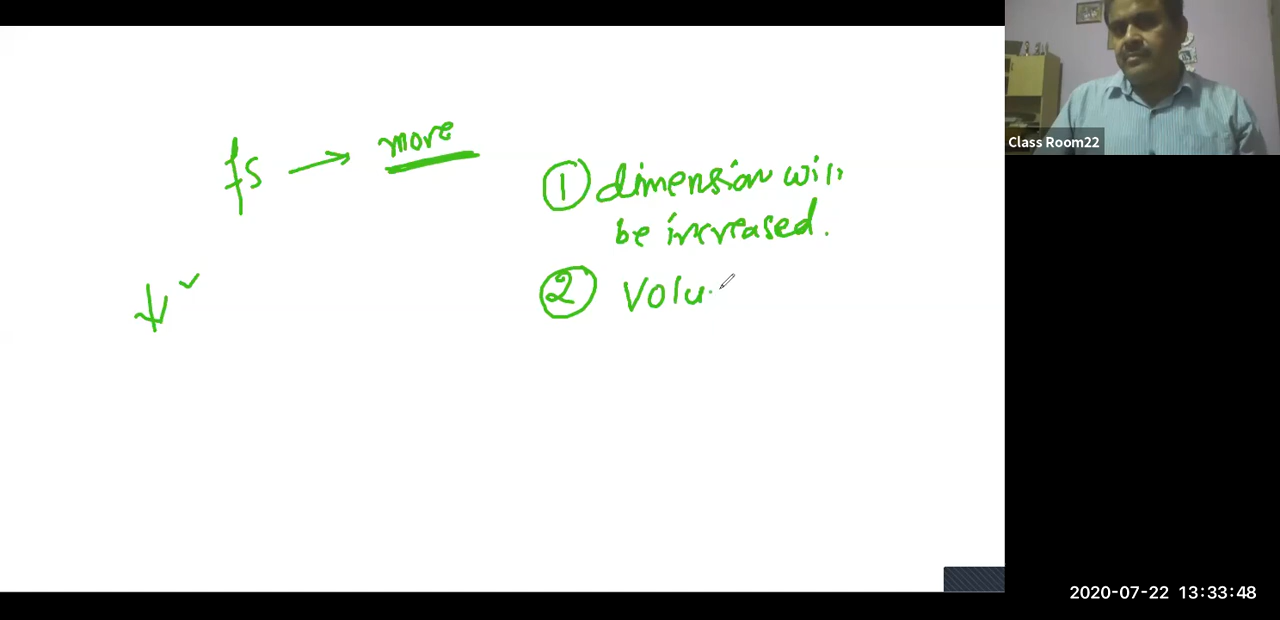 fs → more
① dimension will
be increased.
② Volu
↓ ✓
Class Room22
2020-07-22 13:33:48